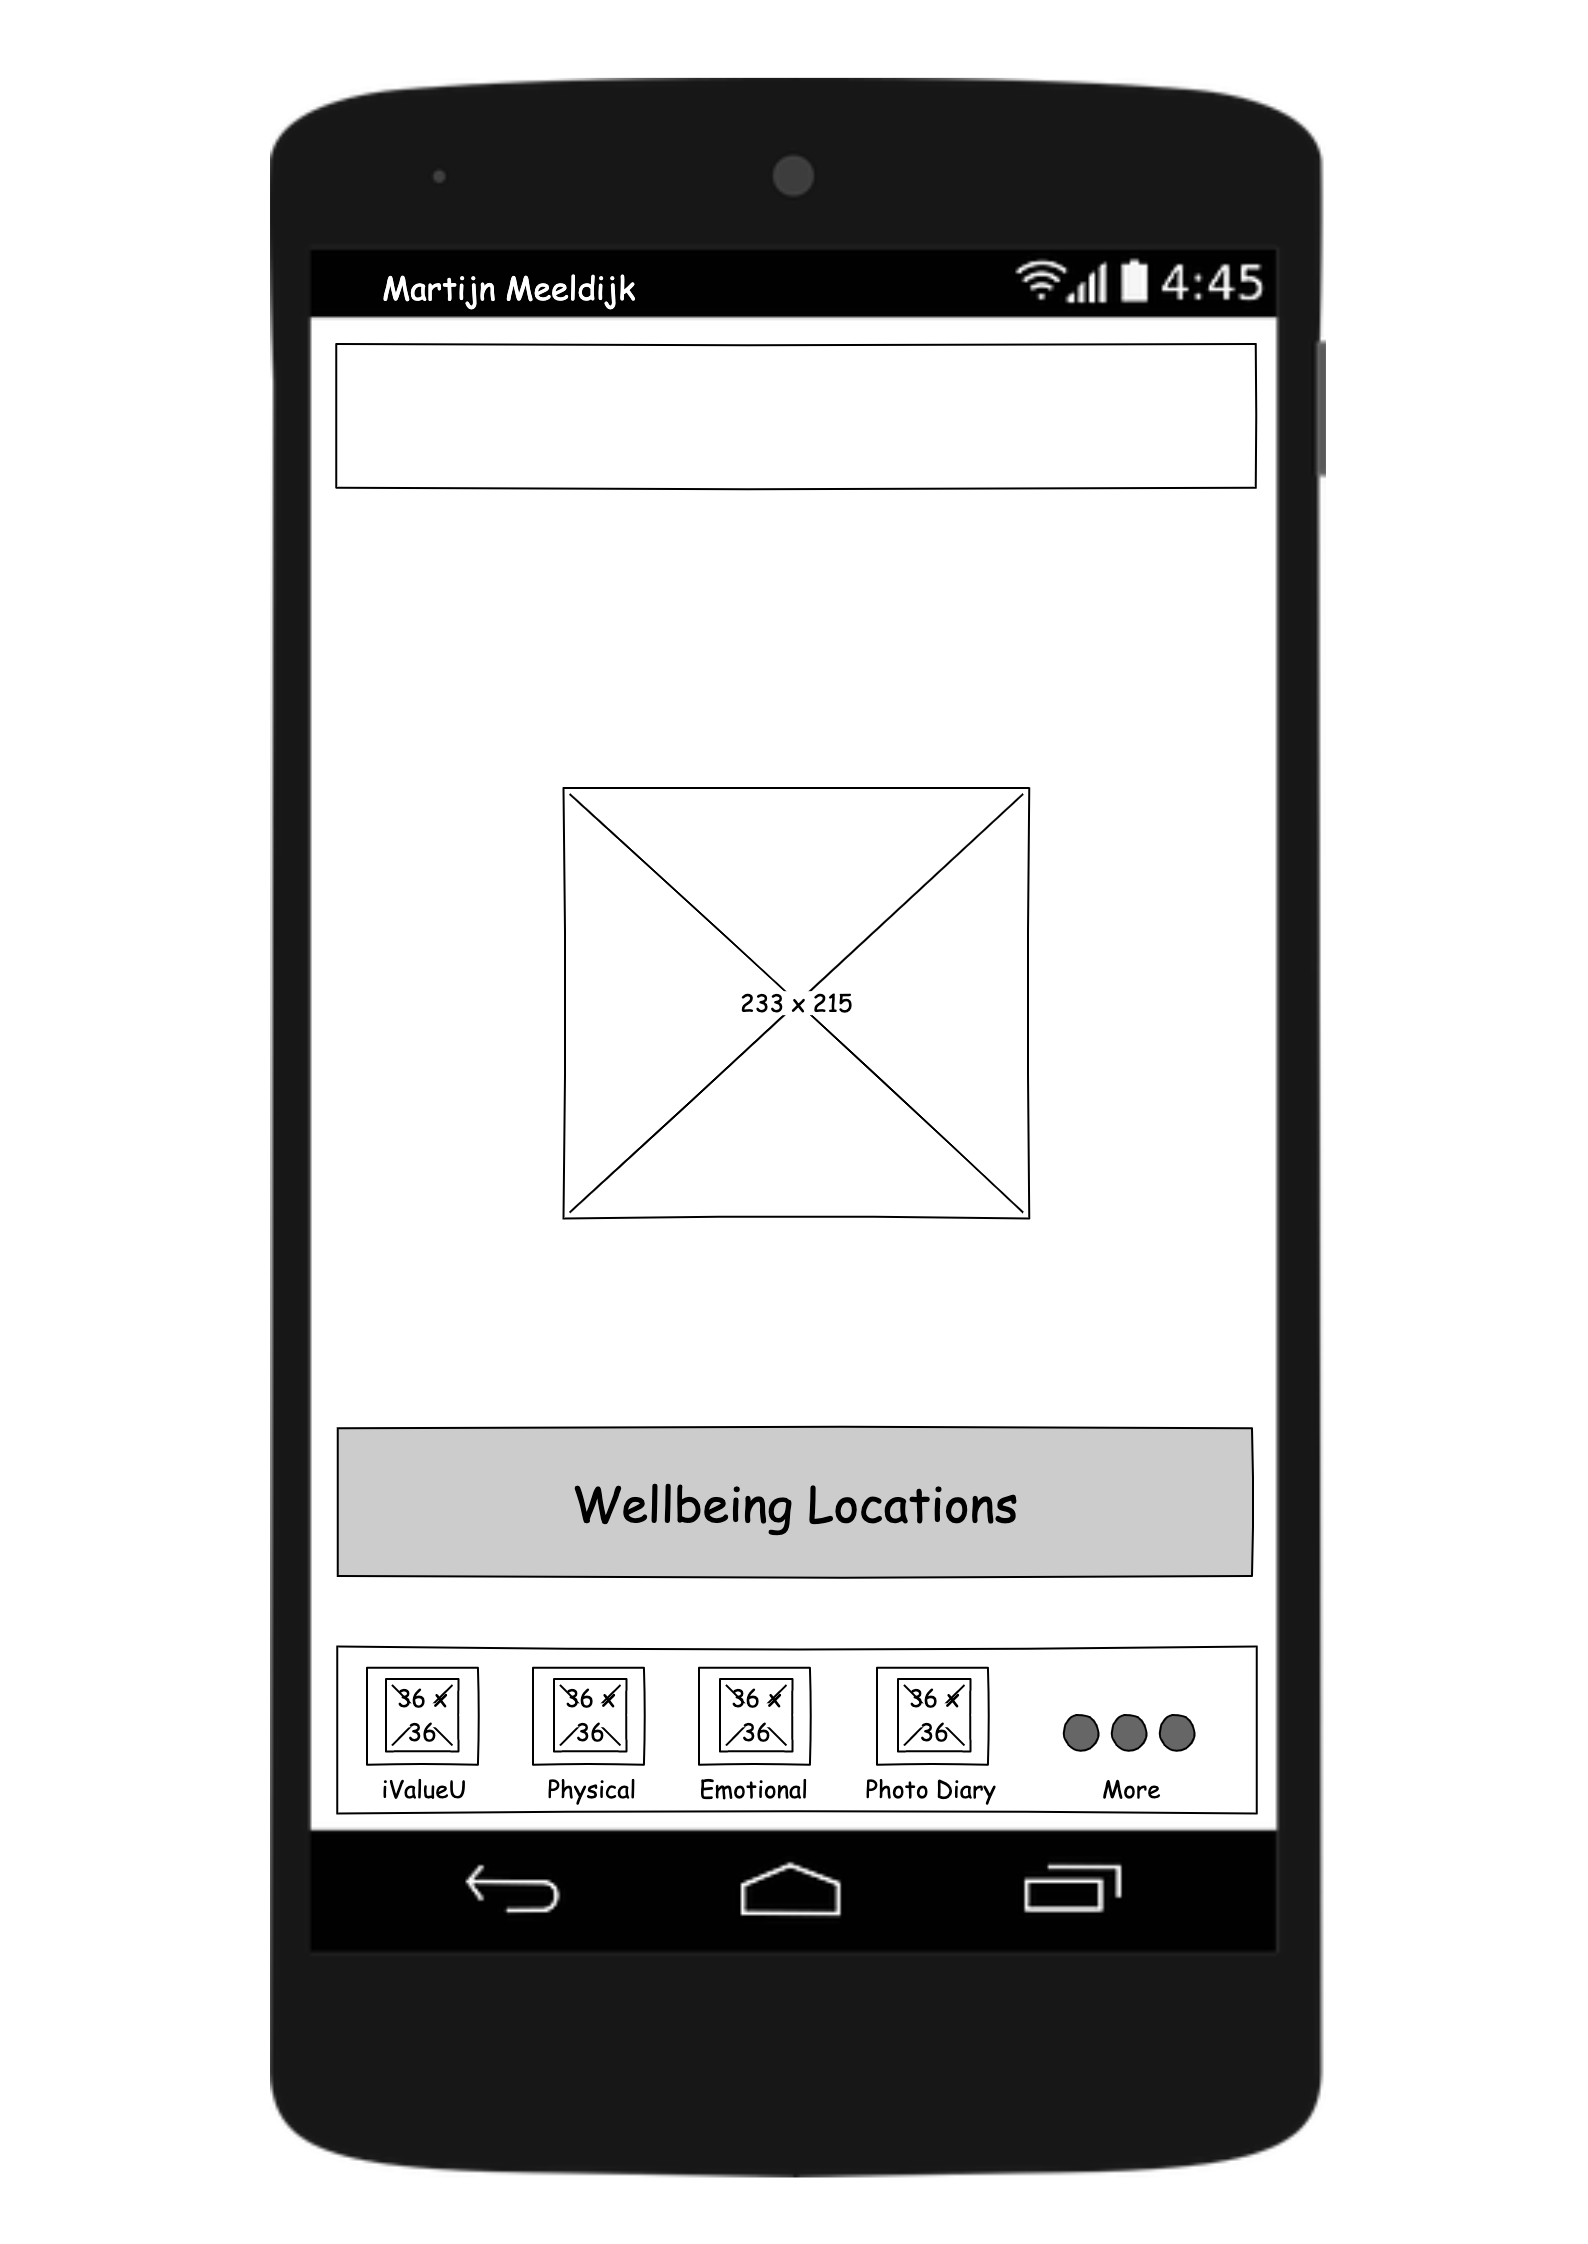 Martijn Meeldijk
4:45
233 x 215
Wellbeing Locations
36 x
36
36 x
36
36 x
36
36 x
36
iValueU
Physical
Emotional
Photo Diary
More